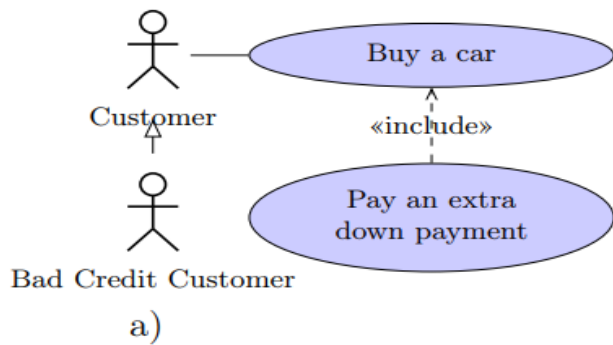 Buy a car
Customer
«include»
Pay an extra
down payment
Bad Credit Customer
a)